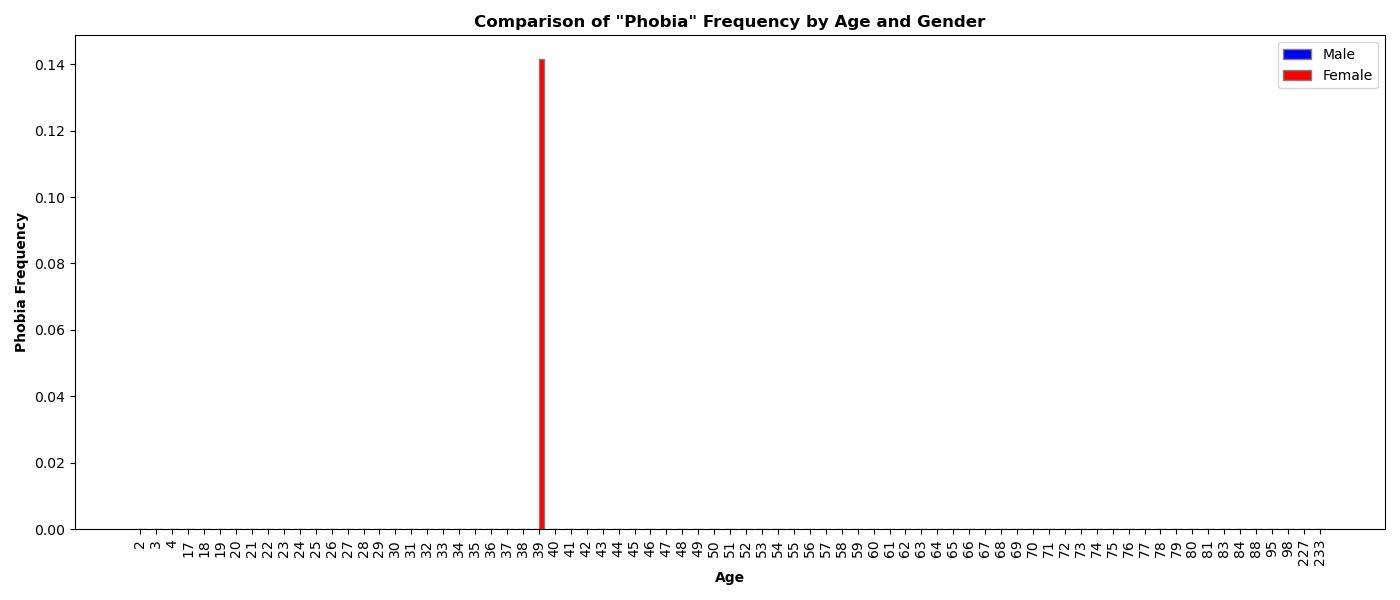 Comparison of "Phobia" Frequency by Age and Gender
Male
Female
Phobia Frequency
0.14
0.12
0.10
0.08
0.06
0.04
0.02
0.00
2 3 4 17 18 19 20 21 22 23 24 25 26 27 28 29 30 31 32 33 34 35 36 37 38 39 40 41 42 43 44 45 46 47 48 49 50 51 52 53 54 55 56 57 58 59 60 61 62 63 64 65 66 67 68 69 70 71 72 73 74 75 76 77 78 79 80 81 83 84 88 95 98 227 233
Age